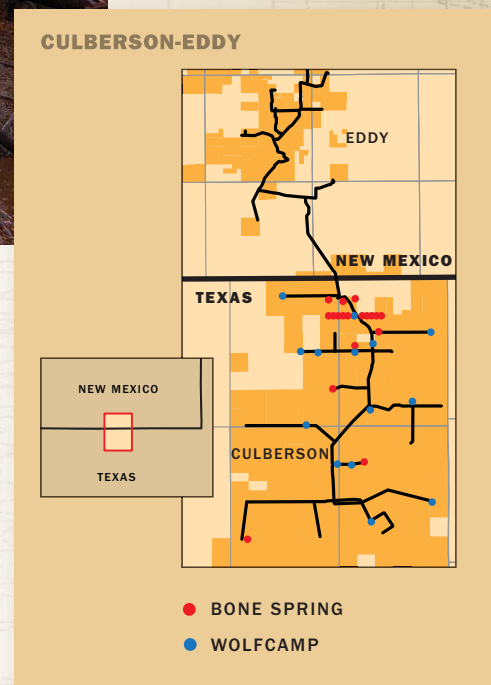 CULBERSON-EDDY
EDDY
NEW MEXICO
TEXAS
NEW MEXICO
TEXAS
CULBERSON
BONE SPRING
WOLFCAMP